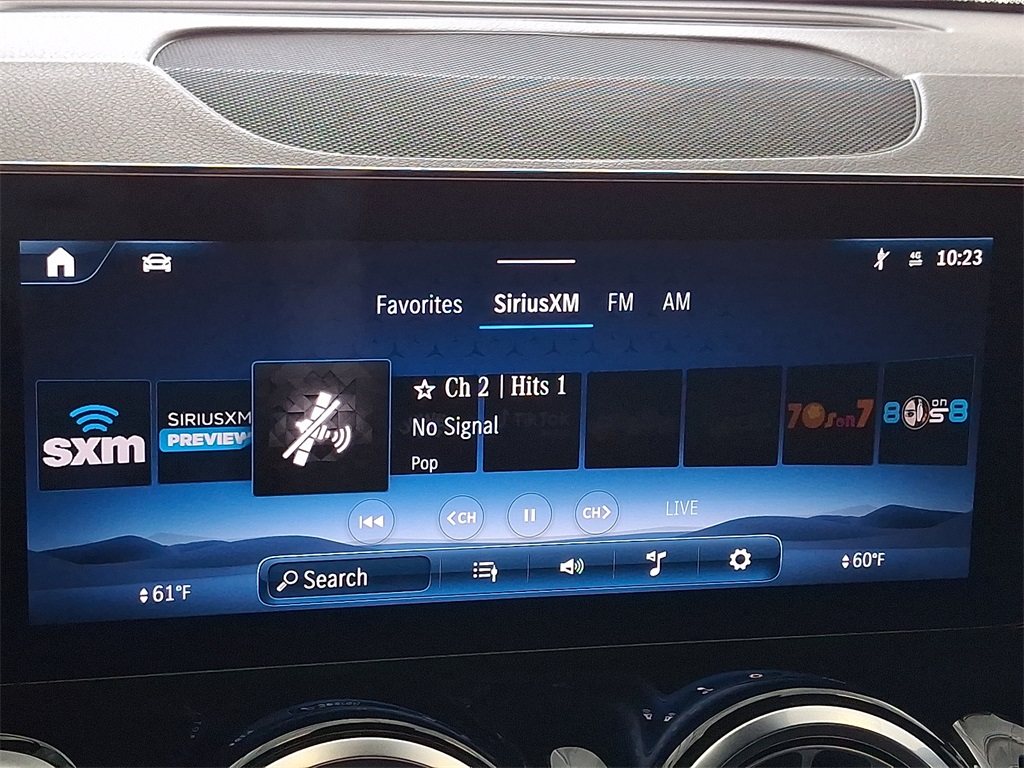 4G
10:23
Favorites SiriusXM FM AM
sxm
SIRIUSXM
PREVIEW
Ch 2 | Hits 1
No Signal
Pop
70s on 7
80s on 8
<CH
CH>
LIVE
61°F
Search
60°F